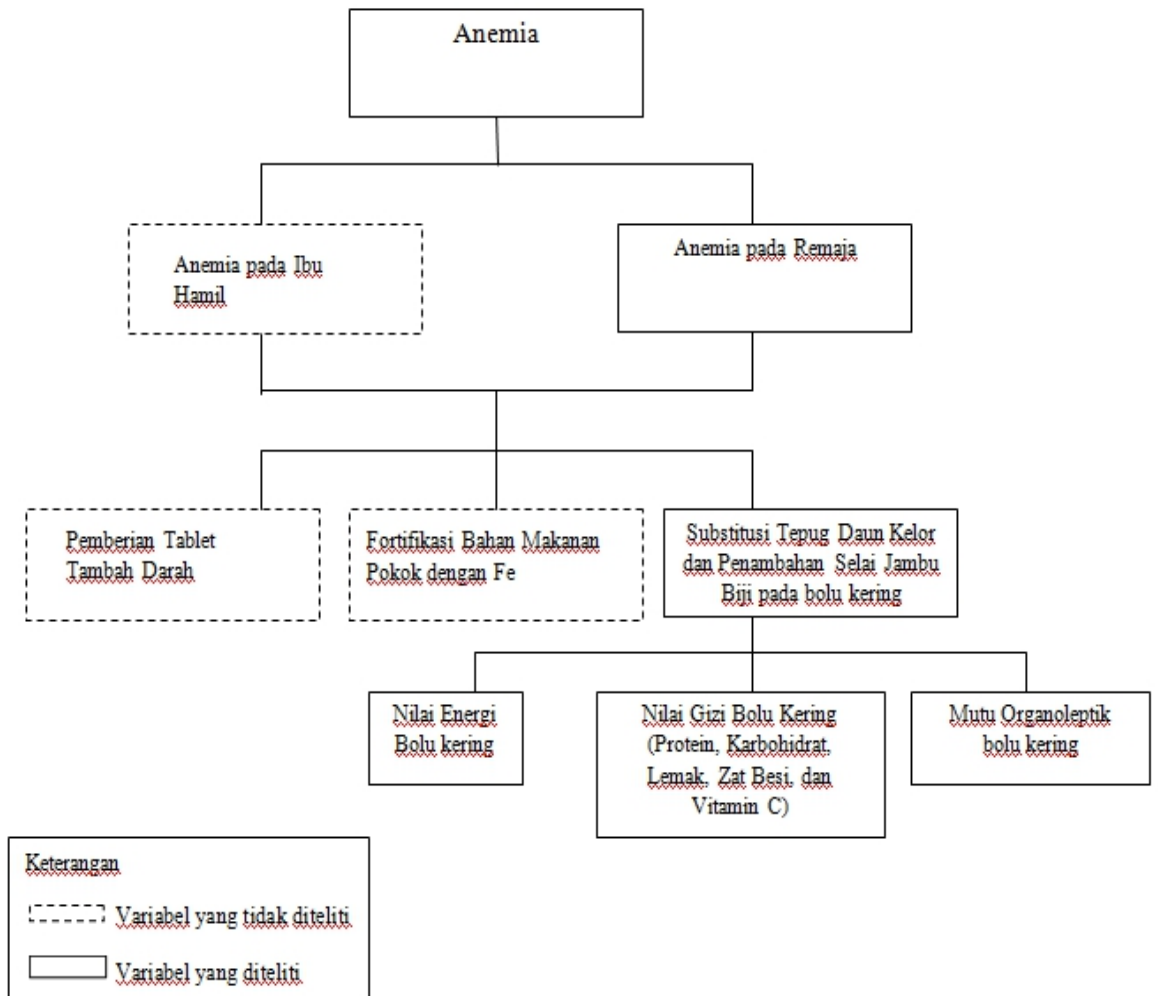 Anemia
Anemia pada Ibu
Hamil
Anemia pada Remaja
Pemberian Tablet
Tambah Darah
Fortifikasi Bahan Makanan
Pokok dengan Fe
Substitusi Tepug Daun Kelor
dan Penambahan Selai Jambu
Biji pada bolu kering
Nilai Energi
Bolu kering
Nilai Gizi Bolu Kering
(Protein, Karbohidrat,
Lemak, Zat Besi, dan
Vitamin C)
Mutu Organoleptik
bolu kering
Keterangan
Variabel yang tidak diteliti
Variabel yang diteliti